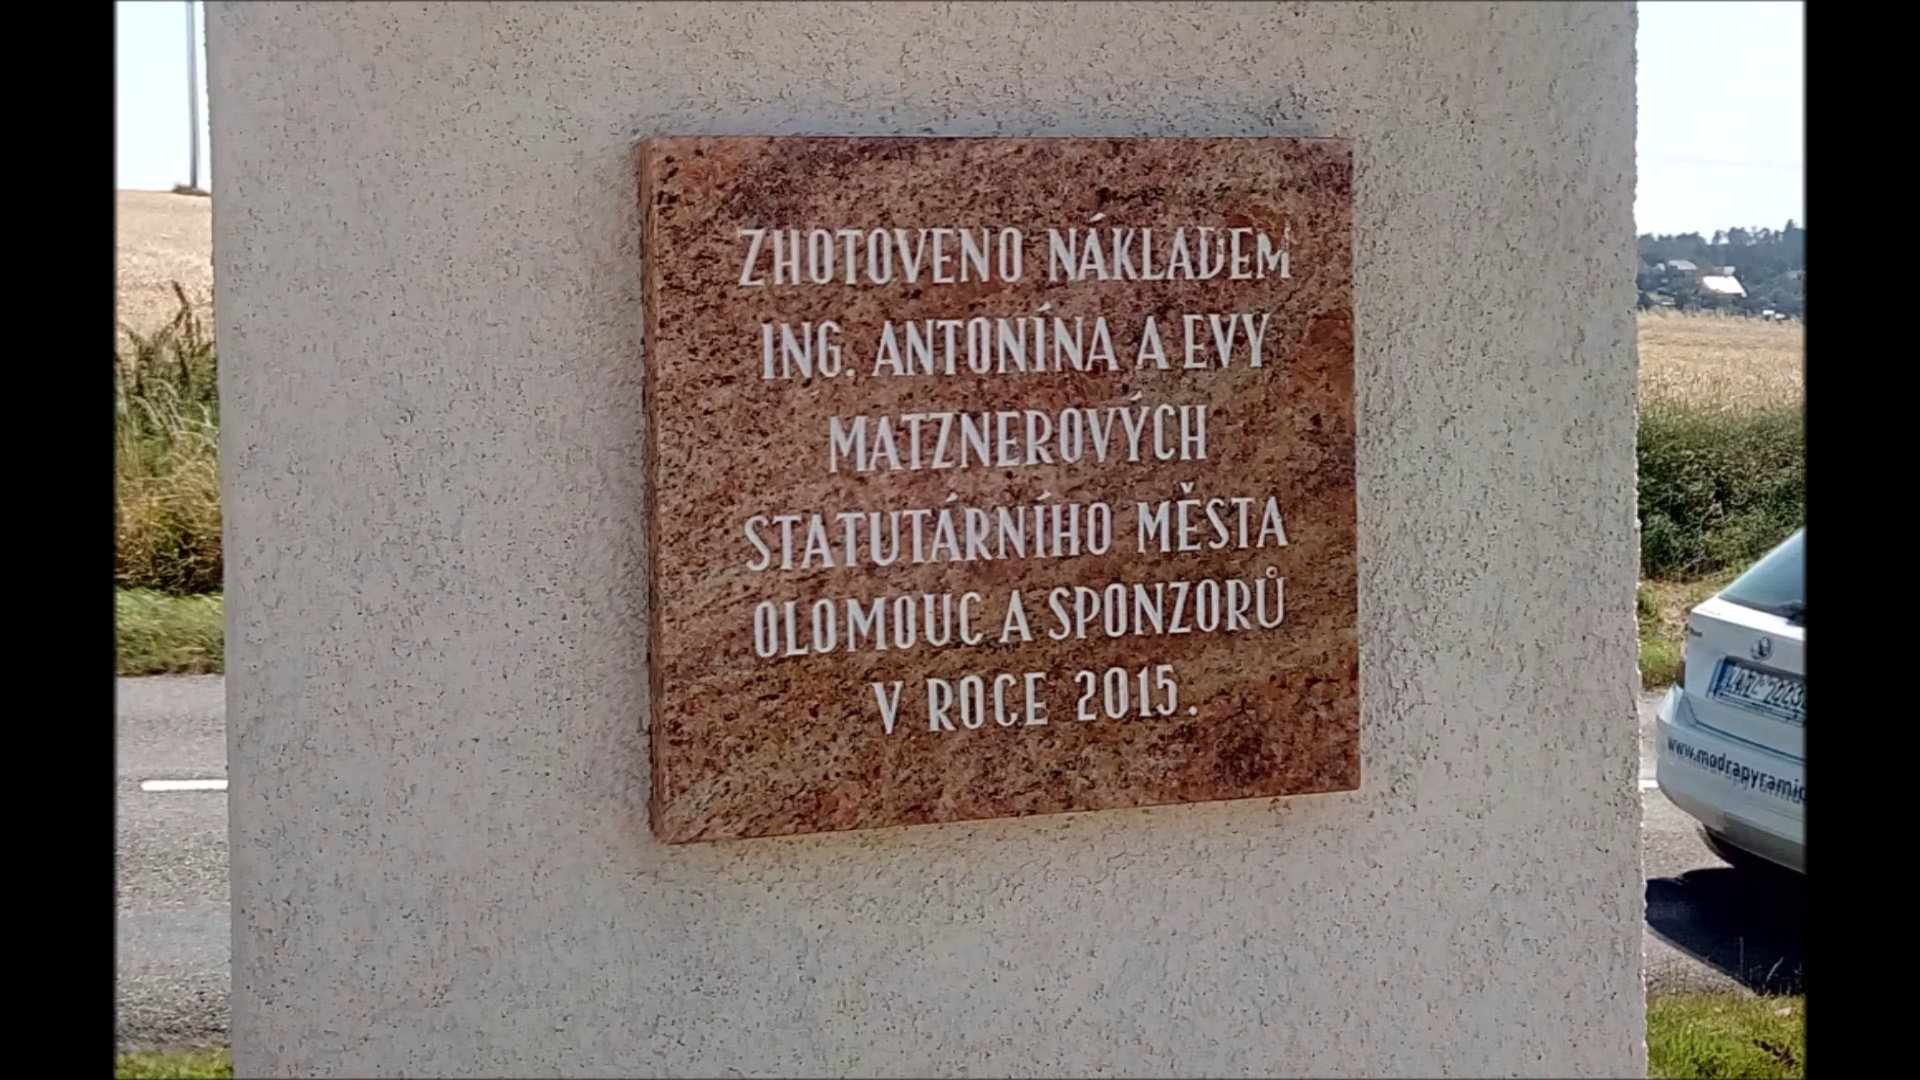 ZHOTOVENO NÁKLADEM
ING. ANTONÍNA A EVY
MATZNEROVÝCH
STATUTÁRNÍHO MĚSTA
OLOMOUC A SPONZORŮ
V ROCE 2015.